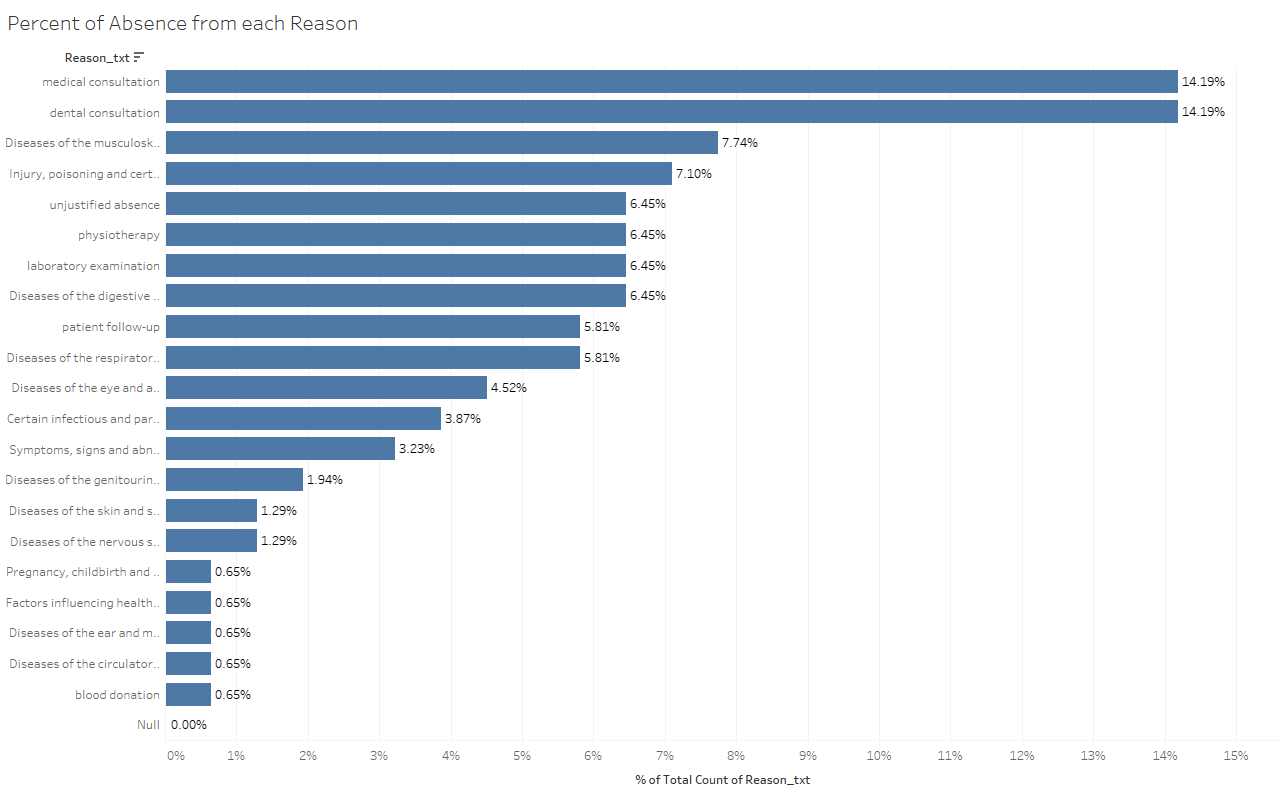 Percent of Absence from each Reason
Reason_txt
medical consultation 14.19%
dental consultation 14.19%
Diseases of the musculosk.. 7.74%
Injury, poisoning and cert.. 7.10%
unjustified absence 6.45%
physiotherapy 6.45%
laboratory examination 6.45%
Diseases of the digestive .. 6.45%
patient follow-up 5.81%
Diseases of the respirator.. 5.81%
Diseases of the eye and a.. 4.52%
Certain infectious and par.. 3.87%
Symptoms, signs and abn.. 3.23%
Diseases of the genitourin.. 1.94%
Diseases of the skin and s.. 1.29%
Diseases of the nervous s.. 1.29%
Pregnancy, childbirth and .. 0.65%
Factors influencing health.. 0.65%
Diseases of the ear and m.. 0.65%
Diseases of the circulator.. 0.65%
blood donation 0.65%
Null 0.00%
0% 1% 2% 3% 4% 5% 6% 7% 8% 9% 10% 11% 12% 13% 14% 15%
% of Total Count of Reason_txt